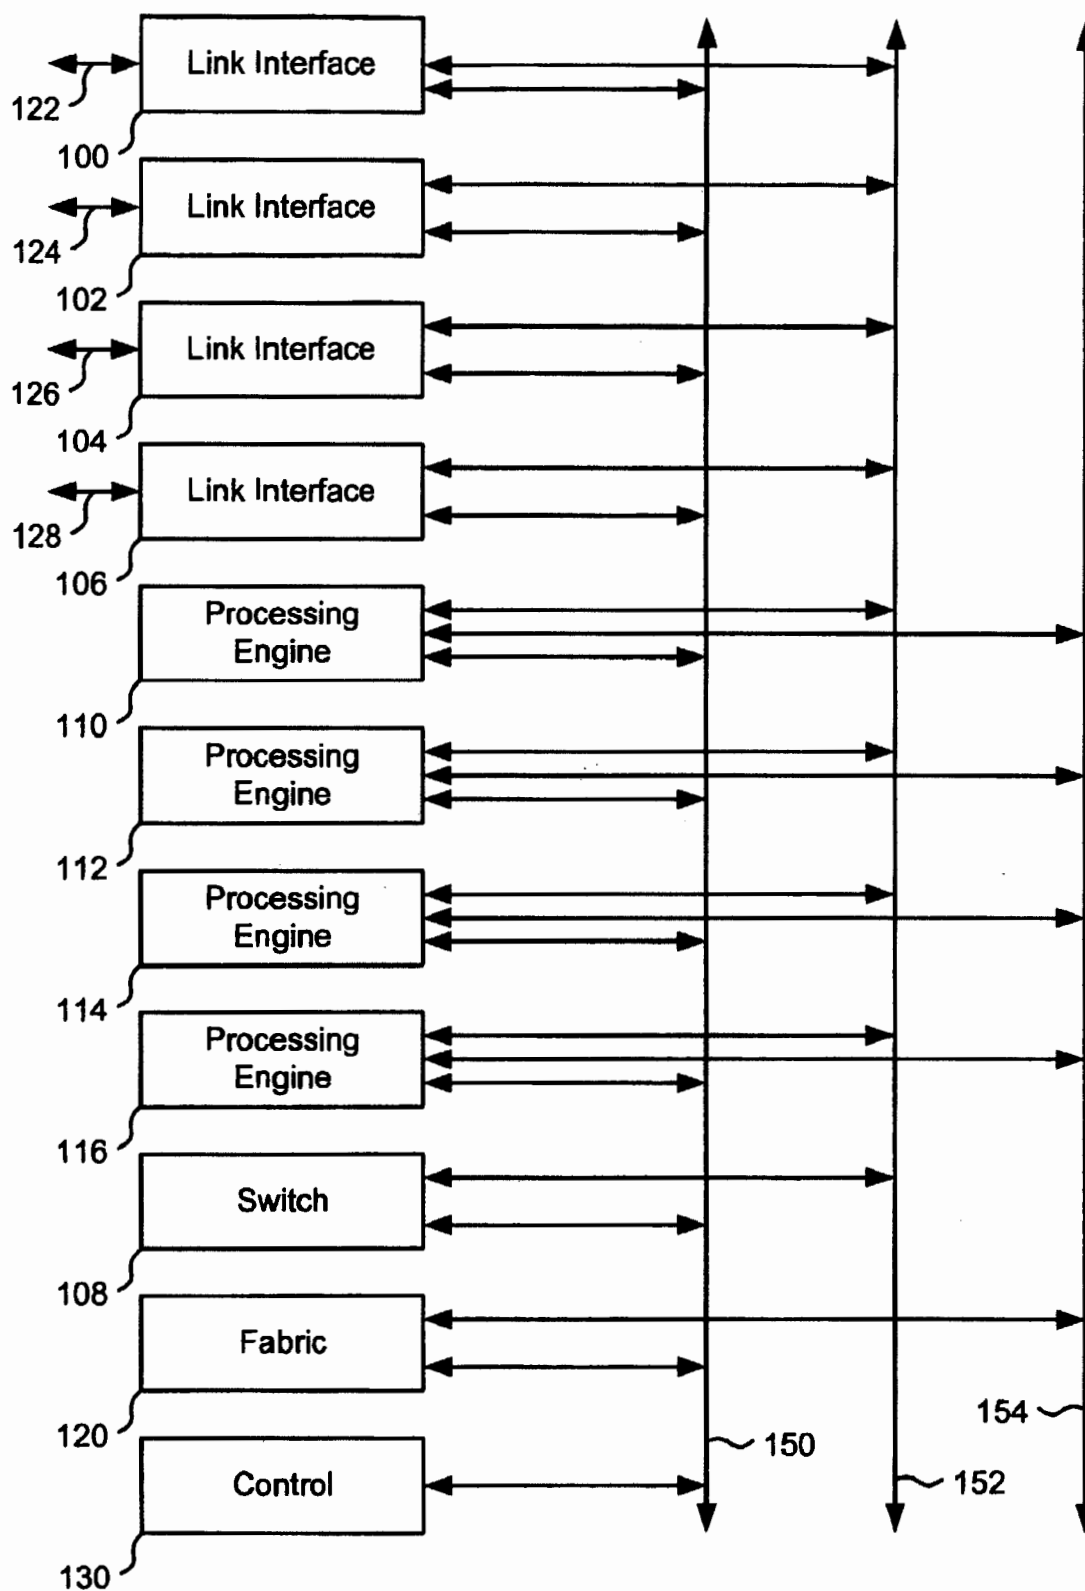 Link Interface
122
100
Link Interface
124
102
Link Interface
126
104
Link Interface
128
106
Processing
Engine
110
Processing
Engine
112
Processing
Engine
114
Processing
Engine
116
Switch
108
Fabric
120
154
150
Control
152
130